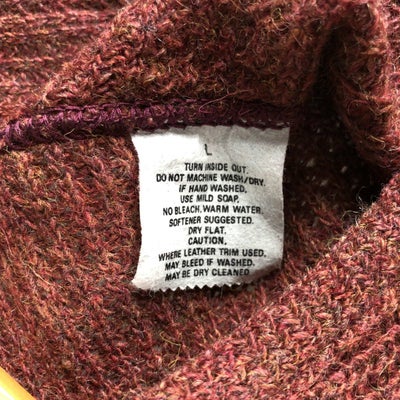 L
TURN INSIDE OUT.
DO NOT MACHINE WASH/DRY.
IF HAND WASHED.
USE MILD SOAP.
NO BLEACH, WARM WATER.
SOFTENER SUGGESTED.
DRY FLAT.
CAUTION.
WHERE LEATHER TRIM USED.
MAY BLEED IF WASHED.
MAY BE DRY CLEANED